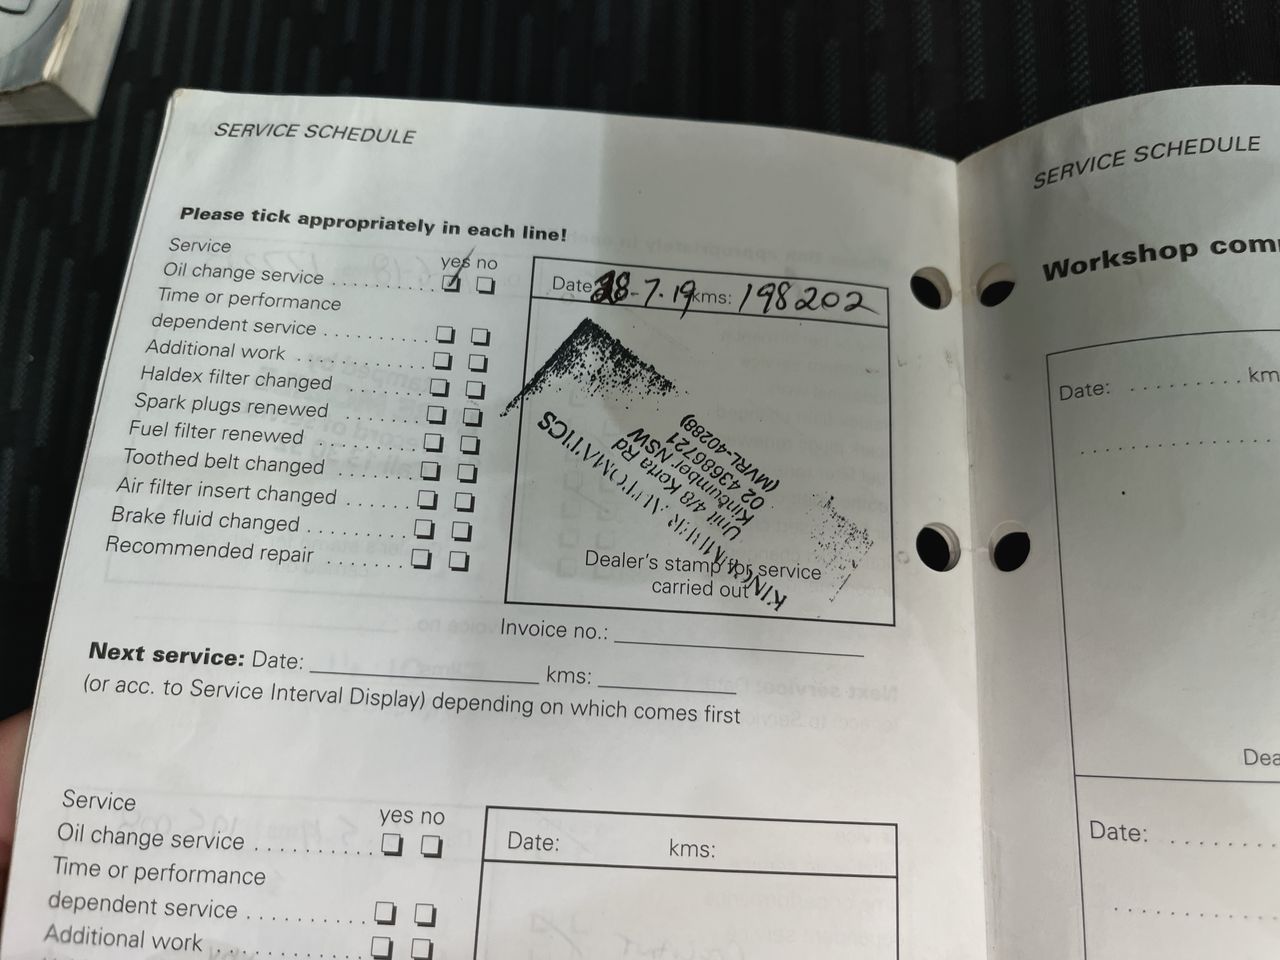 SERVICE SCHEDULE
Please tick appropriately in each line!
Service
yes no
Oil change service ............
Time or performance
dependent service ............
Additional work ..............
Haldex filter changed .........
Spark plugs renewed .........
Fuel filter renewed ...........
Toothed belt changed .........
Air filter insert changed .......
Brake fluid changed ..........
Recommended repair ........
Date: 28-7-19 kms: 198202
KINCUMBER AUTOMATICS
Unit 4/8 Kerta Rd
Kincumber NSW
02 43686721
(MVRL-40288)
Dealer's stamp for service
carried out
Invoice no.:
Next service: Date: kms:
(or acc. to Service Interval Display) depending on which comes first
Service
yes no
Oil change service ............
Time or performance
dependent service ............
Additional work ..............
Date: kms:
SERVICE SCHEDULE
Workshop com
Date: ......... km
Dea
Date: .........